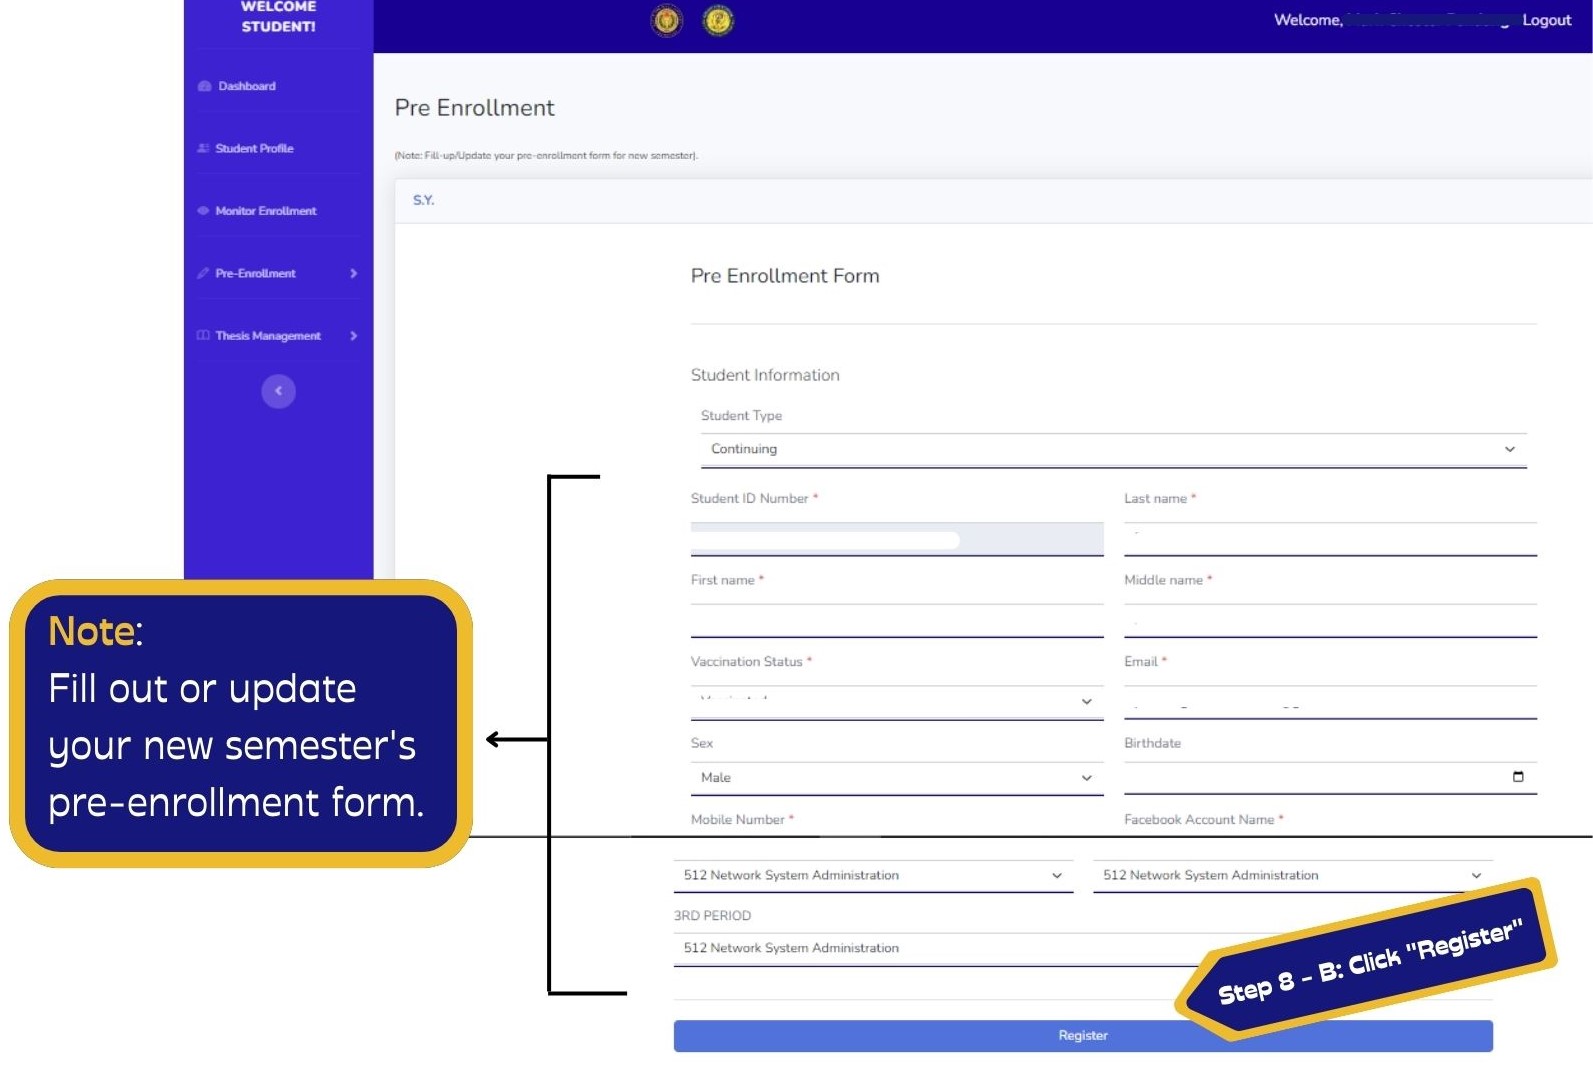 WELCOME
STUDENT!
Welcome, Logout
Dashboard
Student Profile
Monitor Enrollment
Pre-Enrollment
Thesis Management
Pre Enrollment
(Note: Fill-up/Update your pre-enrollment form for new semester).
S.Y.
Pre Enrollment Form
Student Information
Student Type
Continuing
Student ID Number * Last name *
First name * Middle name *
Vaccination Status * Email *
Sex Birthdate
Male
Mobile Number * Facebook Account Name *
512 Network System Administration 512 Network System Administration
3RD PERIOD
512 Network System Administration
Register
Note:
Fill out or update
your new semester's
pre-enrollment form.
Step 8 - B: Click "Register"